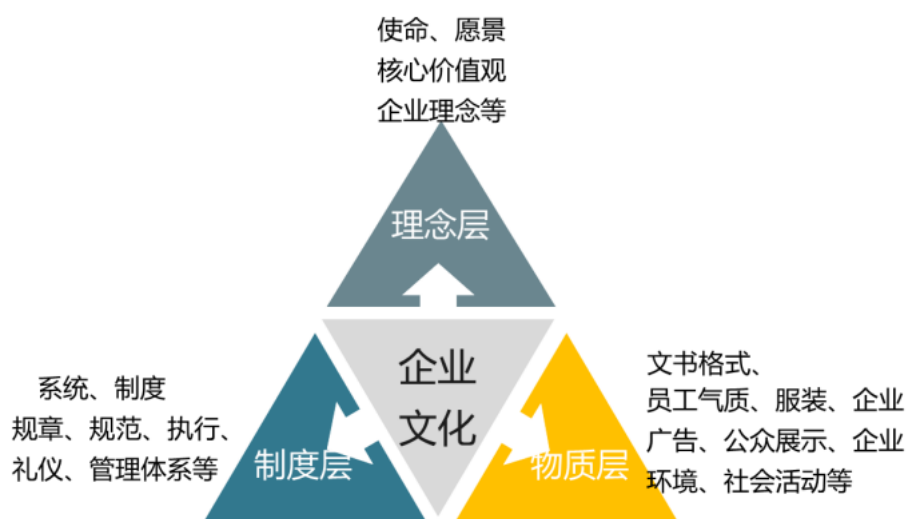 使命、愿景
核心价值观
企业理念等
理念层
企业
文化
系统、制度
规章、规范、执行、
礼仪、管理体系等
制度层
物质层
文书格式、
员工气质、服装、企业
广告、公众展示、企业
环境、社会活动等